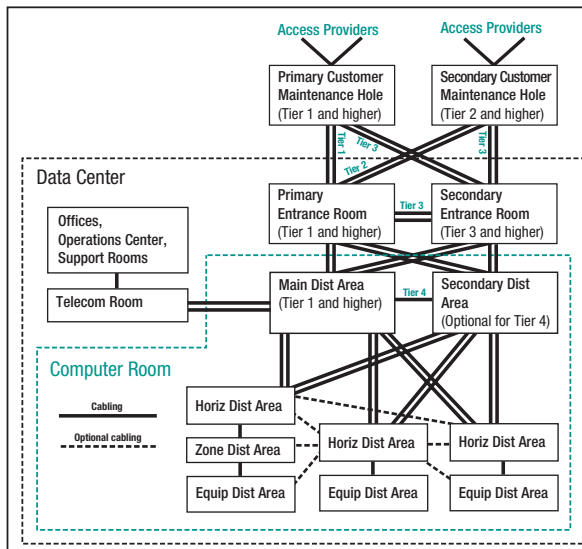 Access Providers
Access Providers
Primary Customer
Maintenance Hole
(Tier 1 and higher)
Secondary Customer
Maintenance Hole
(Tier 2 and higher)
Tier 1
Tier 3
Tier 2
Tier 3
Data Center
Offices,
Operations Center,
Support Rooms
Primary
Entrance Room
(Tier 1 and higher)
Tier 3
Secondary
Entrance Room
(Tier 3 and higher)
Telecom Room
Main Dist Area
(Tier 1 and higher)
Tier 4
Secondary Dist
Area
(Optional for Tier 4)
Computer Room
Cabling
Optional cabling
Horiz Dist Area
Zone Dist Area
Equip Dist Area
Horiz Dist Area
Equip Dist Area
Horiz Dist Area
Equip Dist Area